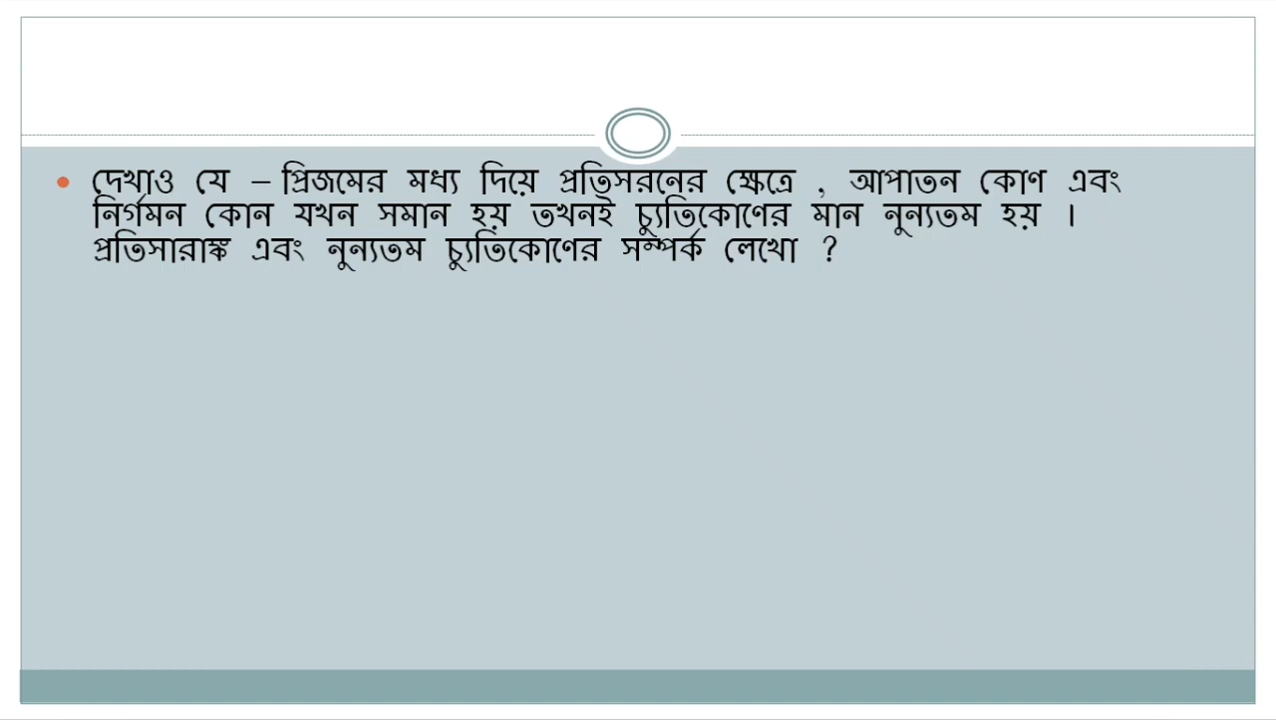 দেখাও যে – প্রিজমের মধ্য দিয়ে প্রতিসরনের ক্ষেত্রে , আপাতন কোণ এবং
নির্গমন কোন যখন সমান হয় তখনই চ্যুতিকোণের মান নুন্যতম হয় ।
প্রতিসারাঙ্ক এবং নুন্যতম চ্যুতিকোণের সম্পর্ক লেখো ?